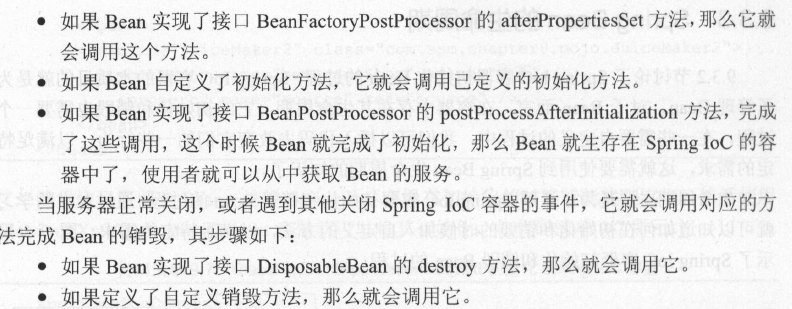 ● 如果 Bean 实现了接口 BeanFactoryPostProcessor 的 afterPropertiesSet 方法,那么它就
会调用这个方法。
● 如果 Bean 自定义了初始化方法，它就会调用已定义的初始化方法。
● 如果 Bean 实现了接口 BeanPostProcessor 的 postProcessAfterInitialization 方法，完成
了这些调用，这个时候 Bean 就完成了初始化，那么 Bean 就生存在 Spring IoC 的容
器中了，使用者就可以从中获取 Bean 的服务。
当服务器正常关闭，或者遇到其他关闭 Spring IoC 容器的事件，它就会调用对应的方
法完成 Bean 的销毁，其步骤如下：
● 如果 Bean 实现了接口 DisposableBean 的 destroy 方法，那么就会调用它。
● 如果定义了自定义销毁方法，那么就会调用它。